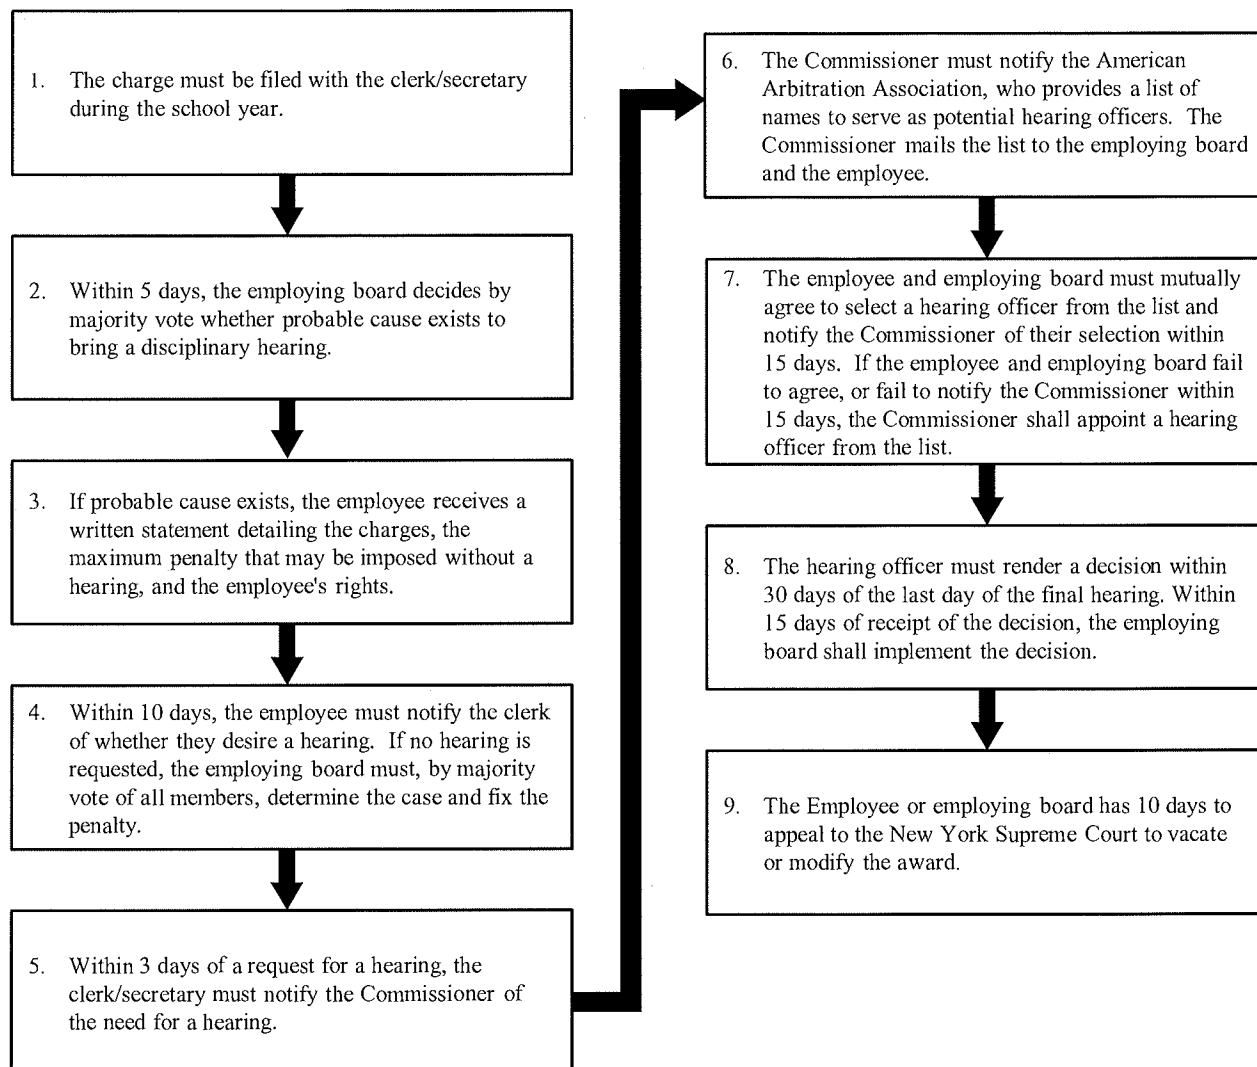 1. The charge must be filed with the clerk/secretary
during the school year.
2. Within 5 days, the employing board decides by
majority vote whether probable cause exists to
bring a disciplinary hearing.
3. If probable cause exists, the employee receives a
written statement detailing the charges, the
maximum penalty that may be imposed without a
hearing, and the employee's rights.
4. Within 10 days, the employee must notify the clerk
of whether they desire a hearing. If no hearing is
requested, the employing board must, by majority
vote of all members, determine the case and fix the
penalty.
5. Within 3 days of a request for a hearing, the
clerk/secretary must notify the Commissioner of
the need for a hearing.
6. The Commissioner must notify the American
Arbitration Association, who provides a list of
names to serve as potential hearing officers. The
Commissioner mails the list to the employing board
and the employee.
7. The employee and employing board must mutually
agree to select a hearing officer from the list and
notify the Commissioner of their selection within
15 days. If the employee and employing board fail
to agree, or fail to notify the Commissioner within
15 days, the Commissioner shall appoint a hearing
officer from the list.
8. The hearing officer must render a decision within
30 days of the last day of the final hearing. Within
15 days of receipt of the decision, the employing
board shall implement the decision.
9. The Employee or employing board has 10 days to
appeal to the New York Supreme Court to vacate
or modify the award.